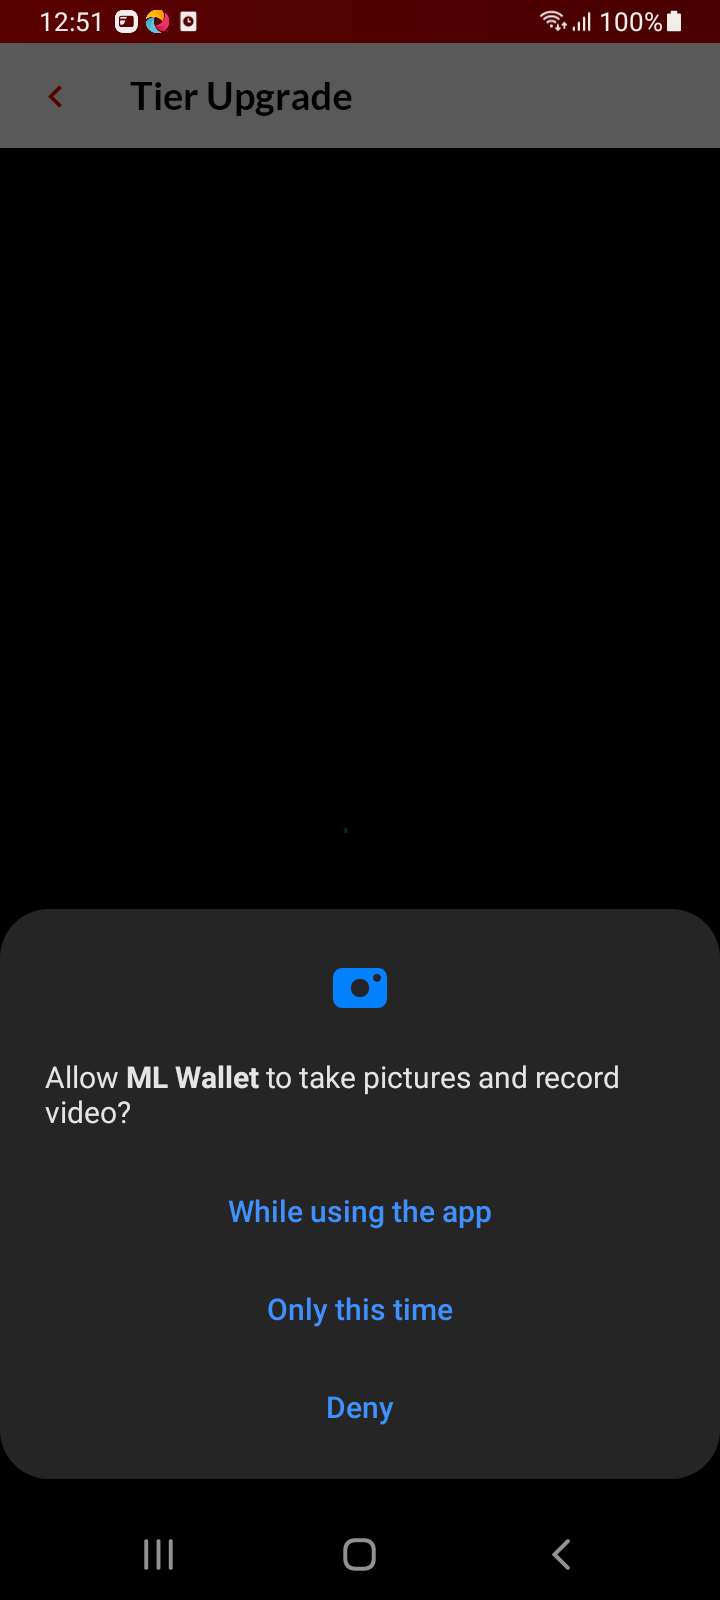 12:51 100%
Tier Upgrade
Allow ML Wallet to take pictures and record
video?
While using the app
Only this time
Deny